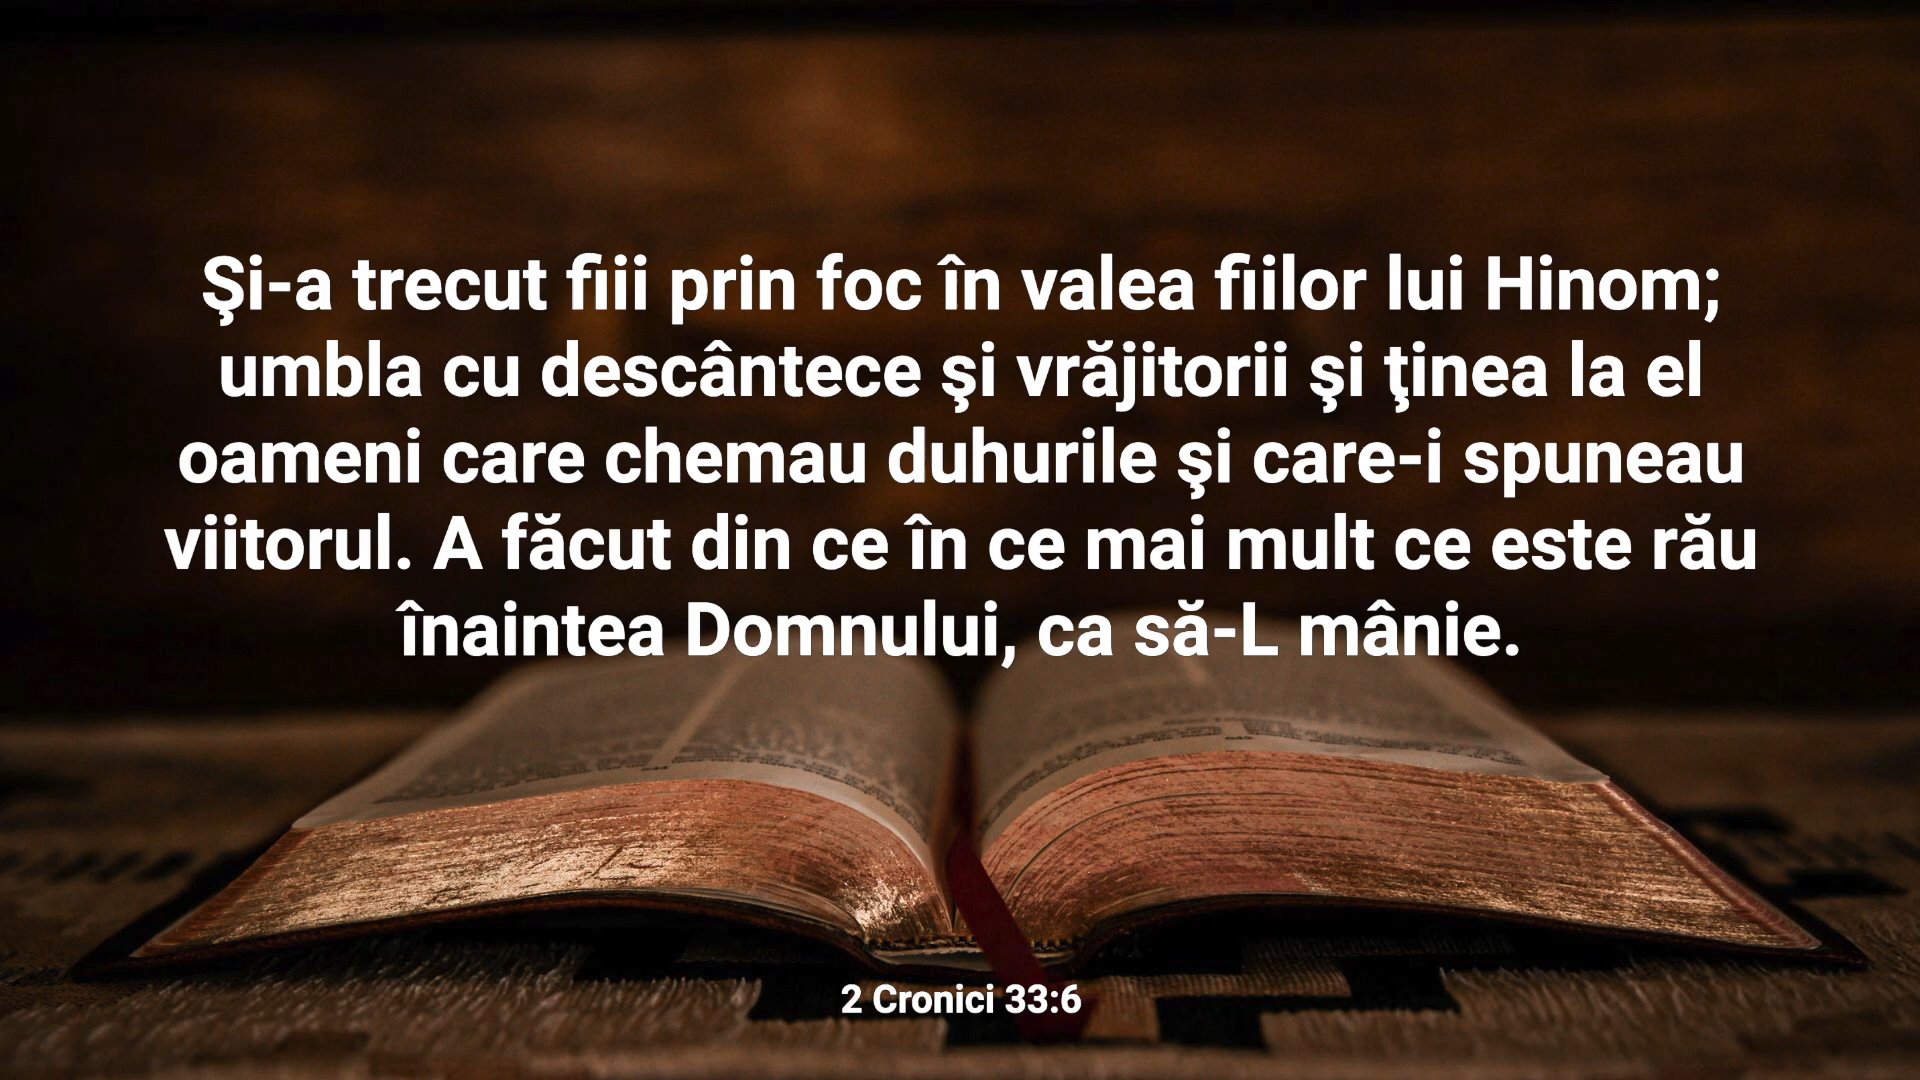 Şi-a trecut fiii prin foc în valea fiilor lui Hinom;
umbla cu descântece şi vrăjitorii şi ţinea la el
oameni care chemau duhurile şi care-i spuneau
viitorul. A făcut din ce în ce mai mult ce este rău
înaintea Domnului, ca să-L mânie.
2 Cronici 33:6